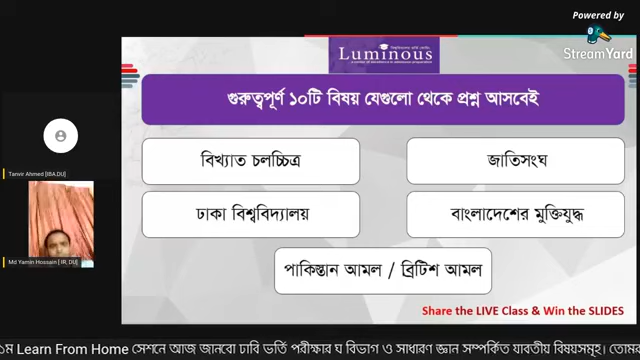 Powered by
StreamYard
Luminous
গুরুত্বপূর্ণ ১০টি বিষয় যেগুলো থেকে প্রশ্ন আসবেই
বিখ্যাত চলচ্চিত্র
জাতিসংঘ
ঢাকা বিশ্ববিদ্যালয়
বাংলাদেশের মুক্তিযুদ্ধ
পাকিস্তান আমল / ব্রিটিশ আমল
Tanvir Ahmed [IBA.DU]
Md Yamin Hossain [ IR, DU]
Share the LIVE Class & Win the SLIDES
১ম Learn From Home সেশনে আজ জানবো ঢাবি ভর্তি পরীক্ষার ঘ বিভাগ ও সাধারণ জ্ঞান সম্পর্কিত যাবতীয় বিষয়সমূহ।